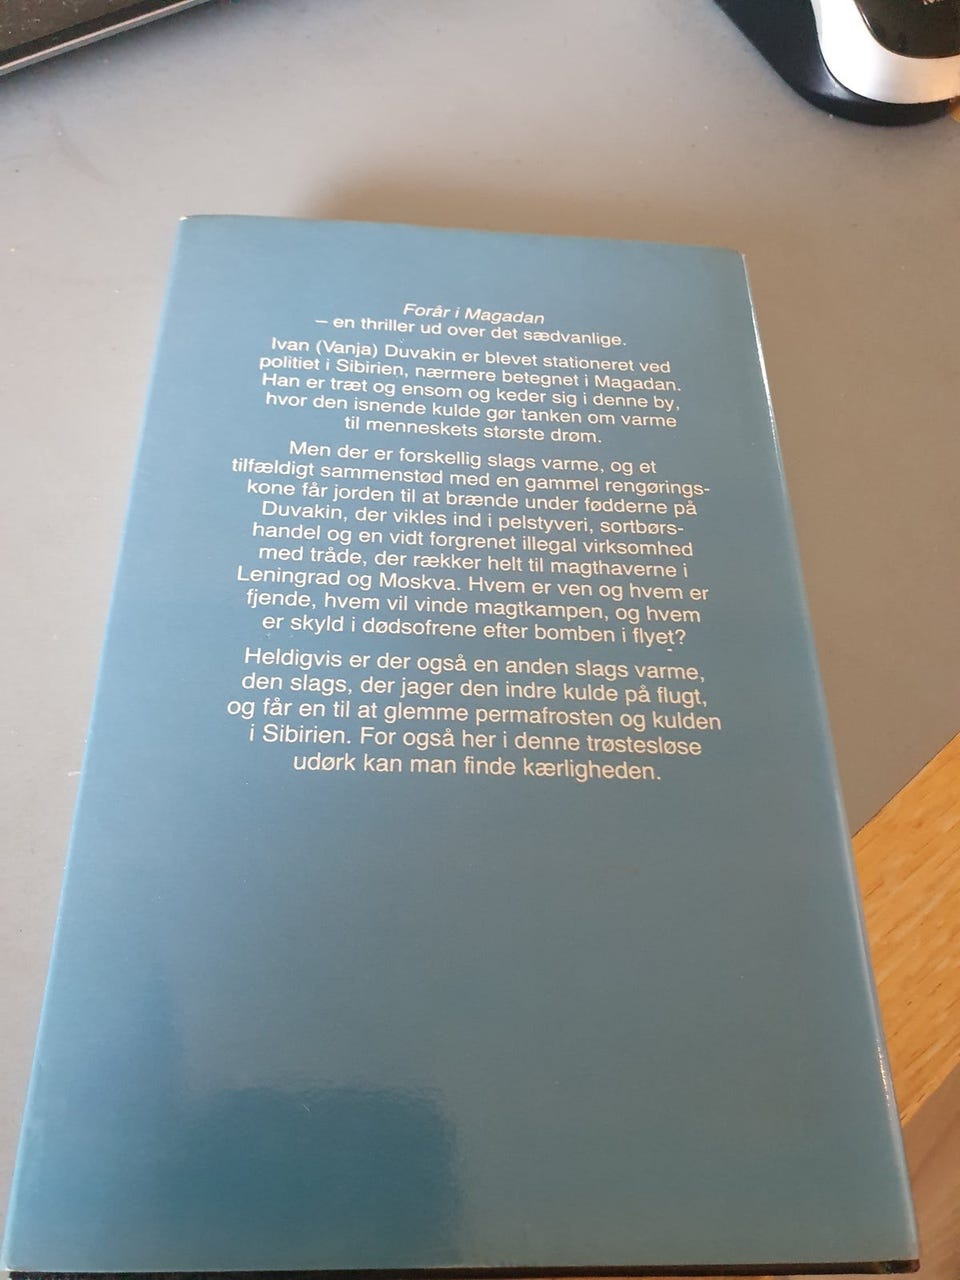 Forår i Magadan
– en thriller ud over det sædvanlige.
Ivan (Vanja) Duvakin er blevet stationeret ved
politiet i Sibirien, nærmere betegnet i Magadan.
Han er træt og ensom og keder sig i denne by,
hvor den isnende kulde gør tanken om varme
til menneskets største drøm.
Men der er forskellig slags varme, og et
tilfældigt sammenstød med en gammel rengørings-
kone får jorden til at brænde under fødderne på
Duvakin, der vikles ind i pelstyveri, sortbørs-
handel og en vidt forgrenet illegal virksomhed
med tråde, der rækker helt til magthaverne i
Leningrad og Moskva. Hvem er ven og hvem er
fjende, hvem vil vinde magtkampen, og hvem
er skyld i dødsofrene efter bomben i flyet?
Heldigvis er der også en anden slags varme,
den slags, der jager den indre kulde på flugt,
og får en til at glemme permafrosten og kulden
i Sibirien. For også her i denne trøstesløse
udørk kan man finde kærligheden.